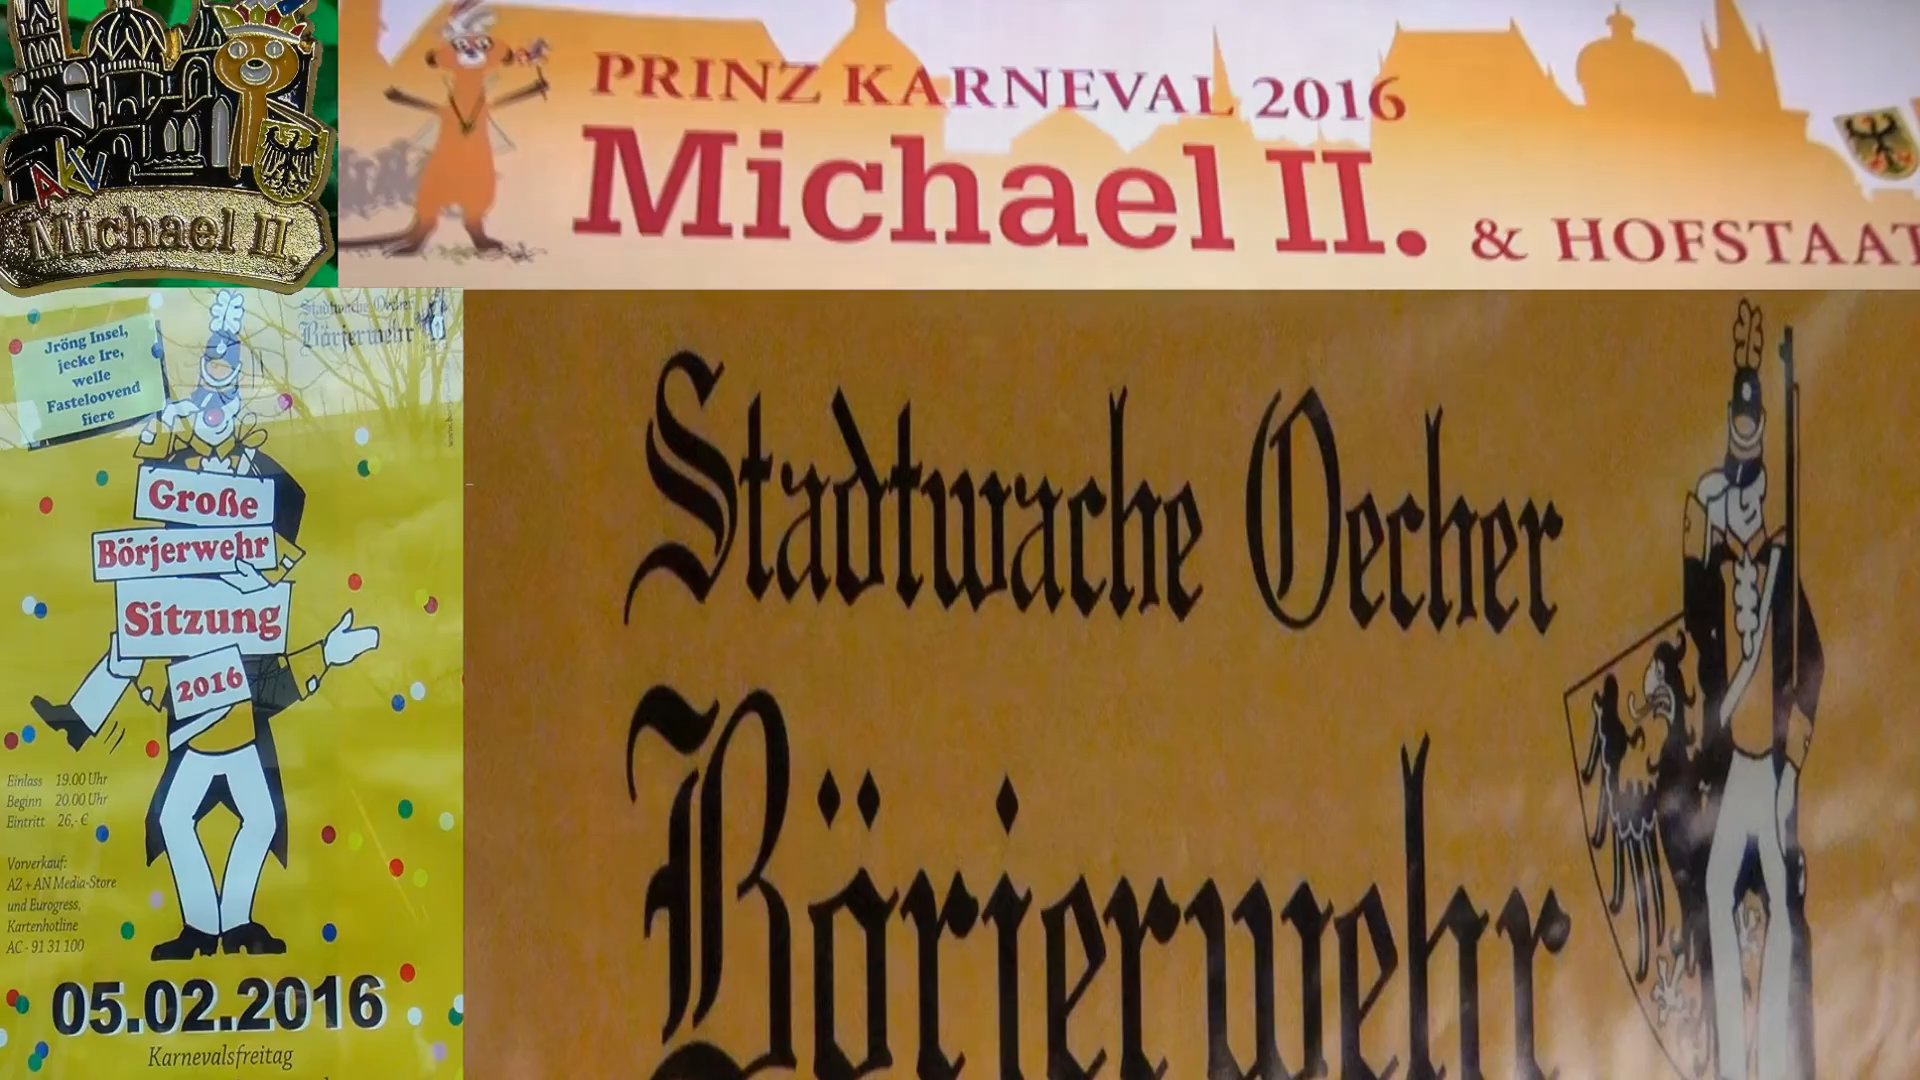 AKV
Michael II.
PRINZ KARNEVAL 2016
Michael II. & HOFSTAAT
Jröng Insel,
jecke Ire,
welle
Fasteloovend
fiere
Stadtwache Oecher
Börjerwehr
Große
Börjerwehr
Sitzung
2016
Einlass 19.00 Uhr
Beginn 20.00 Uhr
Eintritt 26,- €
Vorverkauf:
AZ + AN Media-Store
und Eurogress,
Kartenhotline
AC - 91 31 100
05.02.2016
Karnevalsfreitag
Stadtwache Oecher
Börjerwehr